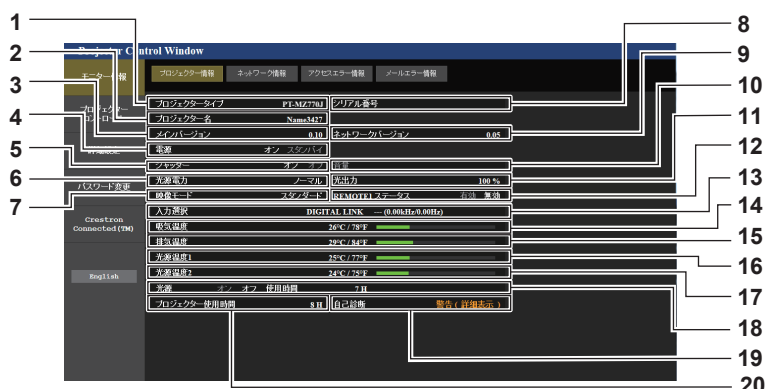 Projector Control Window
モニター情報
プロジェクター情報 ネットワーク情報 アクセスエラー情報 メールエラー情報
プロジェクター
コントロール
詳細設定
パスワード変更
Crestron
Connected(TM)
English
プロジェクタータイプ PT-MZ770J シリアル番号
プロジェクター名 Name3427
メインバージョン 0.10 ネットワークバージョン 0.05
電源 オン スタンバイ
シャッター オン オフ 音量
光源電力 ノーマル 光出力 100 %
映像モード スタンダード REMOTE1 ステータス 有効 無効
入力選択 DIGITAL LINK --- (0.00kHz/0.00Hz)
吸気温度 26°C / 78°F
排気温度 29°C / 84°F
光源温度1 25°C / 77°F
光源温度2 24°C / 75°F
光源 オン オフ 使用時間 7 H
プロジェクター使用時間 8 H 自己診断 警告 ( 詳細表示 )
1
2
3
4
5
6
7
8
9
10
11
12
13
14
15
16
17
18
19
20